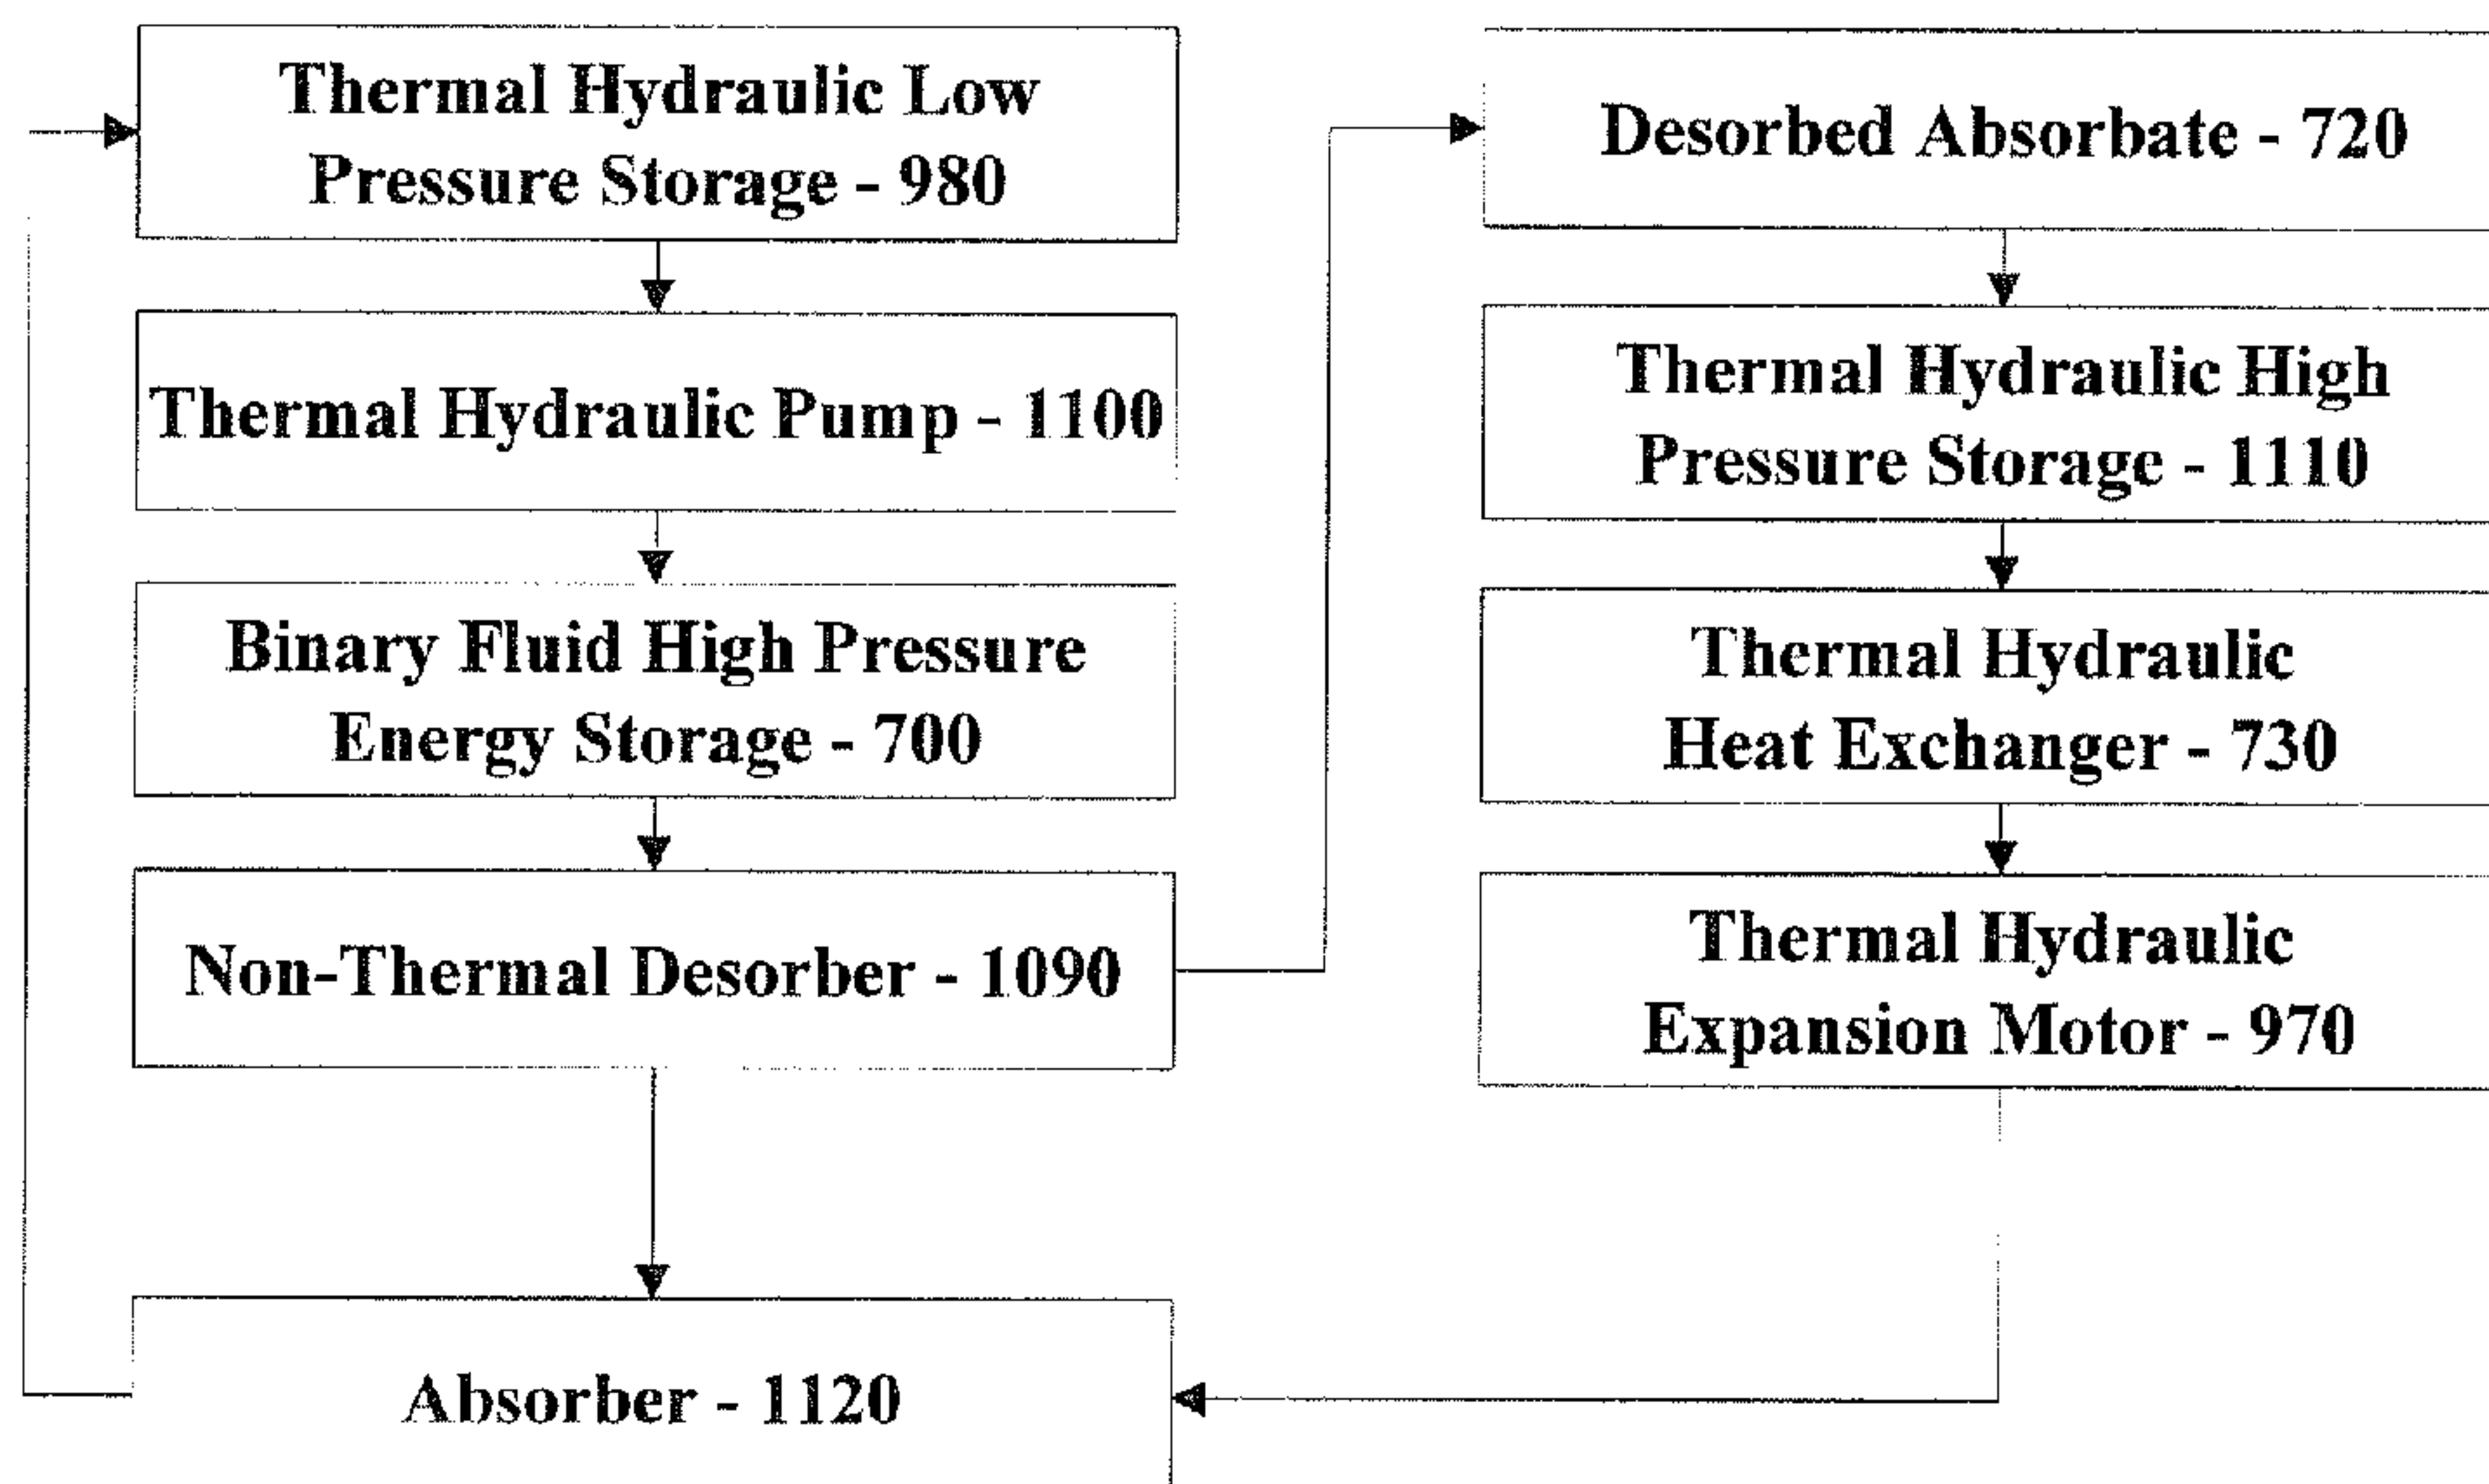 Thermal Hydraulic Low
Pressure Storage - 980
Thermal Hydraulic Pump - 1100
Binary Fluid High Pressure
Energy Storage - 700
Non-Thermal Desorber - 1090
Absorber - 1120
Desorbed Absorbate - 720
Thermal Hydraulic High
Pressure Storage - 1110
Thermal Hydraulic
Heat Exchanger - 730
Thermal Hydraulic
Expansion Motor - 970